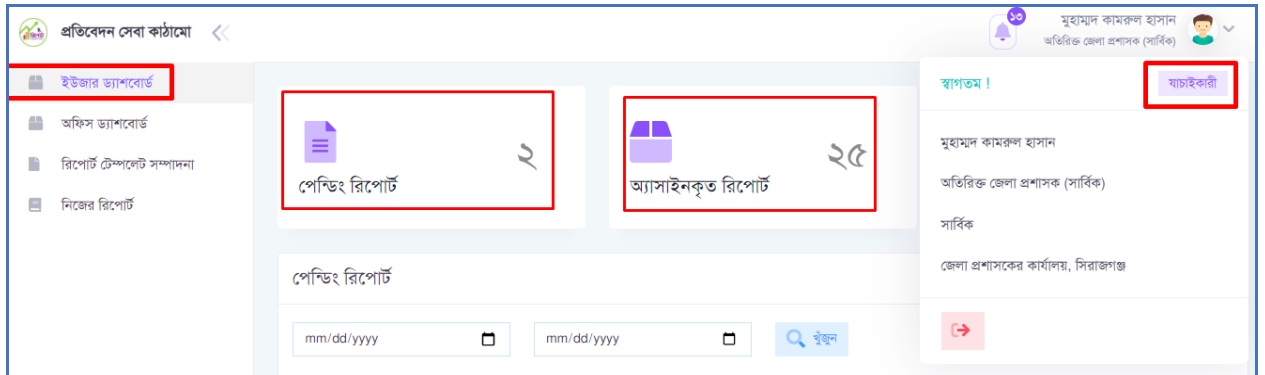 প্রতিবেদন সেবা কাঠামো
১৩
মুহাম্মদ কামরুল হাসান
অতিরিক্ত জেলা প্রশাসক (সার্বিক)
ইউজার ড্যাশবোর্ড
অফিস ড্যাশবোর্ড
রিপোর্ট টেম্পলেট সম্পাদনা
নিজের রিপোর্ট
২
পেন্ডিং রিপোর্ট
২৫
অ্যাসাইনকৃত রিপোর্ট
স্বাগতম !
যাচাইকারী
মুহাম্মদ কামরুল হাসান
অতিরিক্ত জেলা প্রশাসক (সার্বিক)
সার্বিক
জেলা প্রশাসকের কার্যালয়, সিরাজগঞ্জ
পেন্ডিং রিপোর্ট
mm/dd/yyyy
mm/dd/yyyy
খুঁজুন